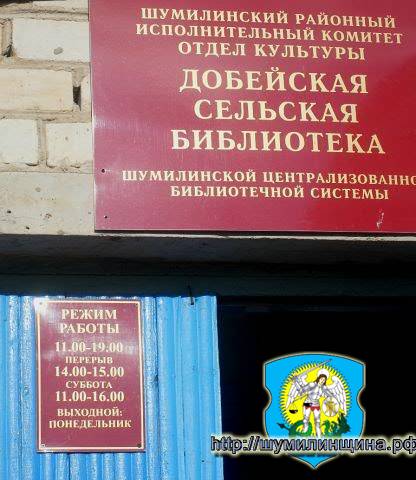 ШУМИЛИНСКИЙ РАЙОННЫЙ
ИСПОЛНИТЕЛЬНЫЙ КОМИТЕТ
ОТДЕЛ КУЛЬТУРЫ
ДОБЕЙСКАЯ
СЕЛЬСКАЯ
БИБЛИОТЕКА
ШУМИЛИНСКОЙ ЦЕНТРАЛИЗОВАННО
БИБЛИОТЕЧНОЙ СИСТЕМЫ
РЕЖИМ
РАБОТЫ
11.00-19.00
ПЕРЕРЫВ
14.00-15.00
СУББОТА
11.00-16.00
ВЫХОДНОЙ:
ПОНЕДЕЛЬНИК
http://шумилинщина.рф